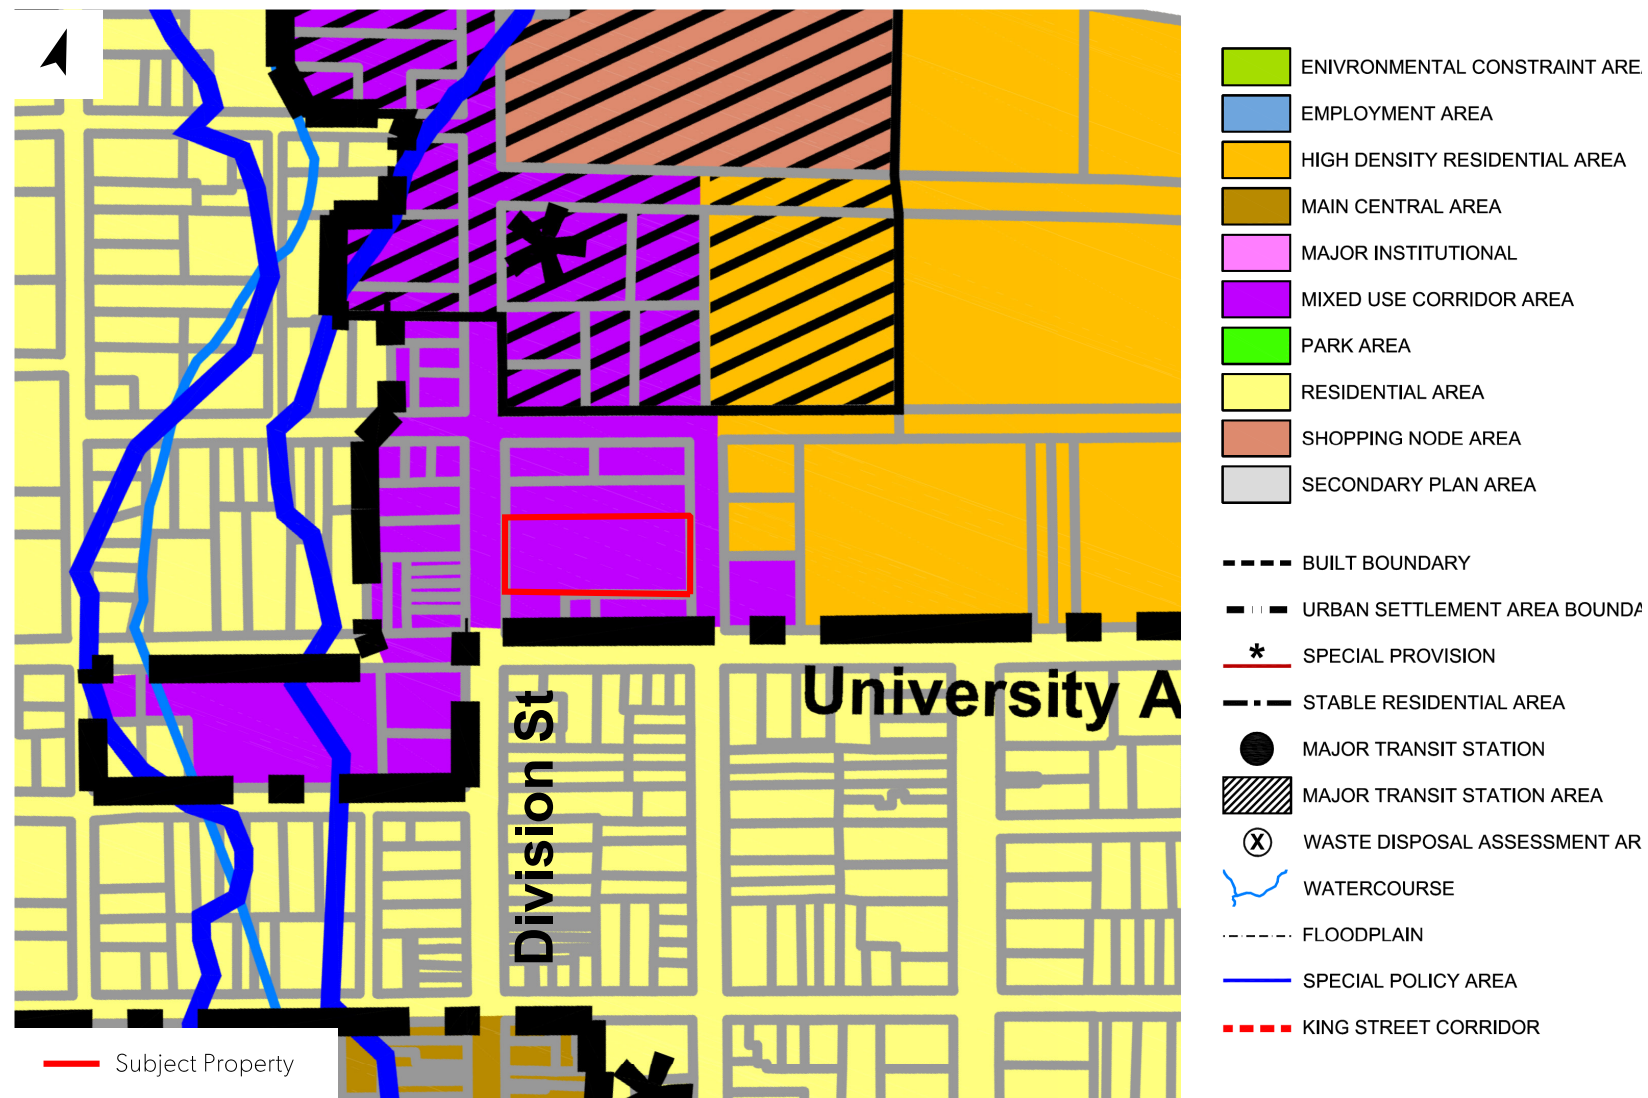 ENIVRONMENTAL CONSTRAINT ARE
EMPLOYMENT AREA
HIGH DENSITY RESIDENTIAL AREA
MAIN CENTRAL AREA
MAJOR INSTITUTIONAL
MIXED USE CORRIDOR AREA
PARK AREA
RESIDENTIAL AREA
SHOPPING NODE AREA
SECONDARY PLAN AREA
BUILT BOUNDARY
URBAN SETTLEMENT AREA BOUNDA
* SPECIAL PROVISION
STABLE RESIDENTIAL AREA
MAJOR TRANSIT STATION
MAJOR TRANSIT STATION AREA
X WASTE DISPOSAL ASSESSMENT AR
WATERCOURSE
FLOODPLAIN
SPECIAL POLICY AREA
KING STREET CORRIDOR
University A
Division St
Subject Property